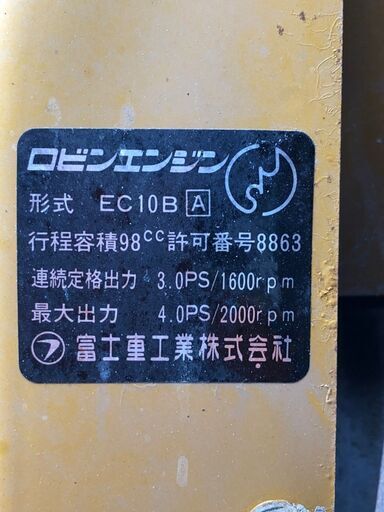 ロビンエンジン
形式 EC10B A
行程容積98cc許可番号8863
連続定格出力 3.0PS/1600rpm
最大出力 4.0PS/2000rpm
富士重工業株式会社